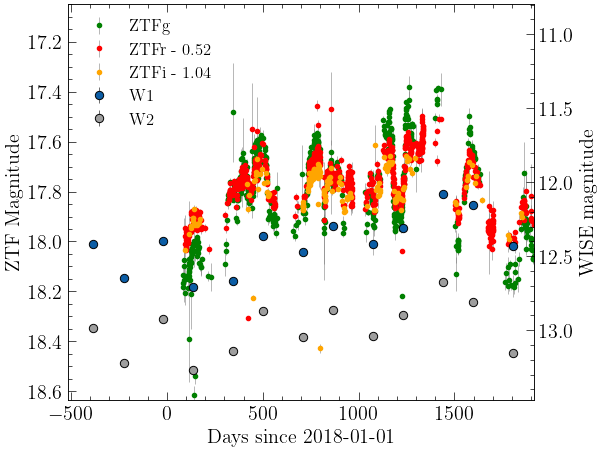 ZTFg
ZTFr - 0.52
ZTFi - 1.04
W1
W2
17.2
17.4
17.6
17.8
18.0
18.2
18.4
18.6
ZTF Magnitude
11.0
11.5
12.0
12.5
13.0
WISE magnitude
−500 0 500 1000 1500
Days since 2018-01-01